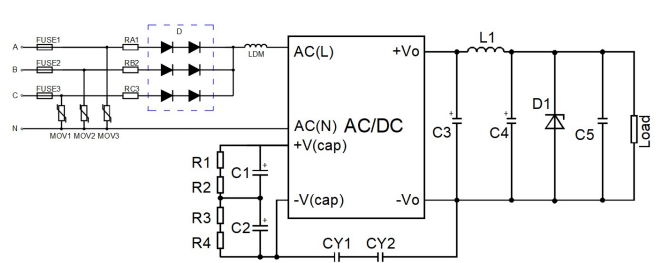 D
L1
A
FUSE1
RA1
LDM
AC(L)
+Vo
B
FUSE2
RB2
C
FUSE3
RC3
D1
N
MOV1 MOV2 MOV3
AC(N)
AC/DC
C3
C4
C5
Load
+V(cap)
R1
C1
R2
-V(cap)
-Vo
R3
C2
R4
CY1
CY2